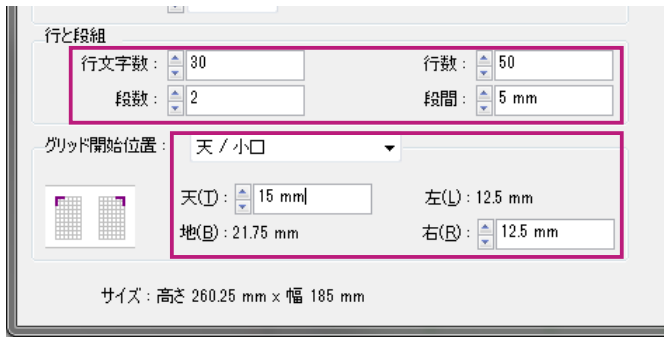 行と段組
行文字数 : 30 行数 : 50
段数 : 2 段間 : 5 mm
グリッド開始位置 : 天 / 小口
天(T) : 15 mm 左(L) : 12.5 mm
地(B) : 21.75 mm 右(R) : 12.5 mm
サイズ : 高さ 260.25 mm x 幅 185 mm